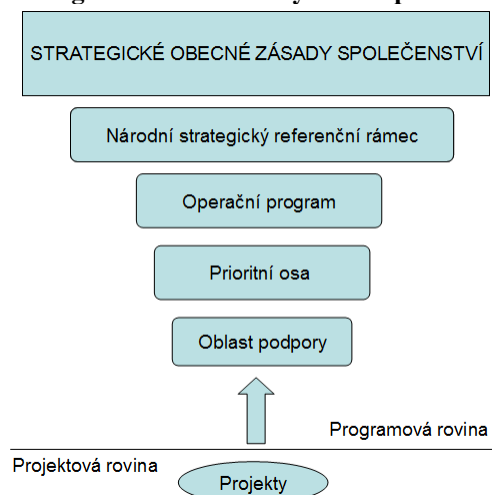 STRATEGICKÉ OBECNÉ ZÁSADY SPOLEČENSTVÍ
Národní strategický referenční rámec
Operační program
Prioritní osa
Oblast podpory
Programová rovina
Projektová rovina
Projekty